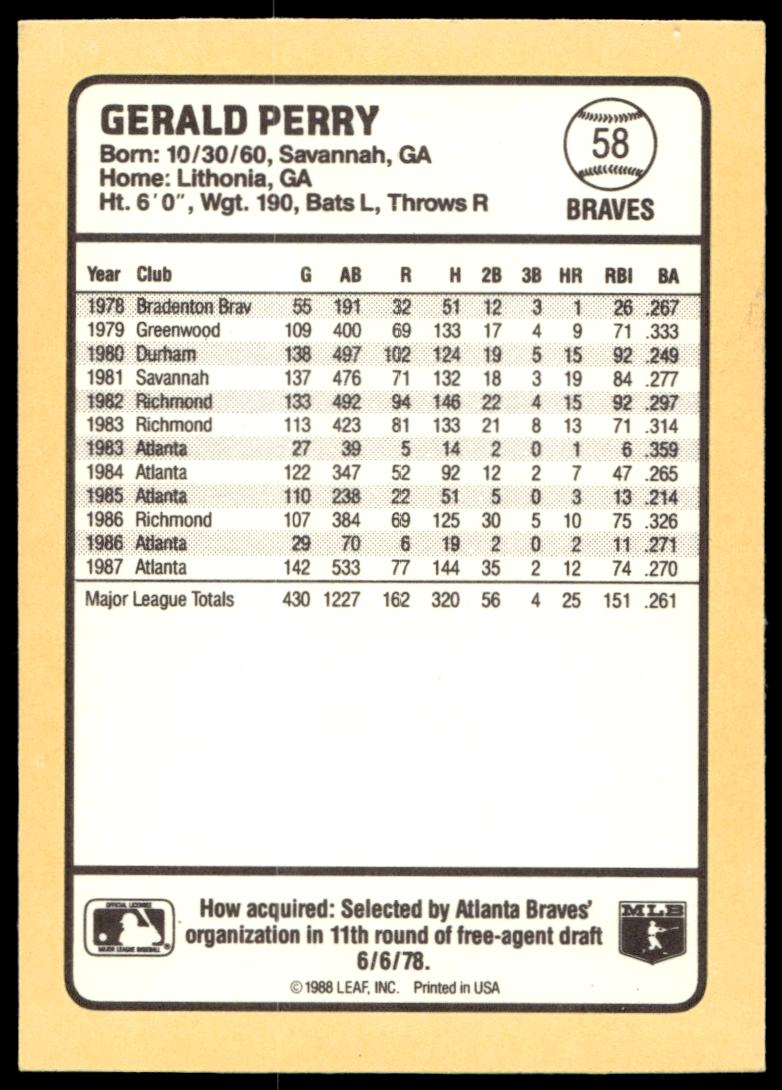 GERALD PERRY
Born: 10/30/60, Savannah, GA
Home: Lithonia, GA
Ht. 6'0", Wgt. 190, Bats L, Throws R
58
BRAVES
Year Club G AB R H 2B 3B HR RBI BA
1978 Bradenton Brav 55 191 32 51 12 3 1 26 .267
1979 Greenwood 109 400 69 133 17 4 9 71 .333
1980 Durham 138 497 102 124 19 5 15 92 .249
1981 Savannah 137 476 71 132 18 3 19 84 .277
1982 Richmond 133 492 94 146 22 4 15 92 .297
1983 Richmond 113 423 81 133 21 8 13 71 .314
1983 Atlanta 27 39 5 14 2 0 1 6 .359
1984 Atlanta 122 347 52 92 12 2 7 47 .265
1985 Atlanta 110 238 22 51 5 0 3 13 .214
1986 Richmond 107 384 69 125 30 5 10 75 .326
1986 Atlanta 29 70 6 19 2 0 2 11 .271
1987 Atlanta 142 533 77 144 35 2 12 74 .270
Major League Totals 430 1227 162 320 56 4 25 151 .261
OFFICIAL LICENSEE
MAJOR LEAGUE BASEBALL
®
How acquired: Selected by Atlanta Braves'
organization in 11th round of free-agent draft
6/6/78.
MLB
© 1988 LEAF, INC. Printed in USA